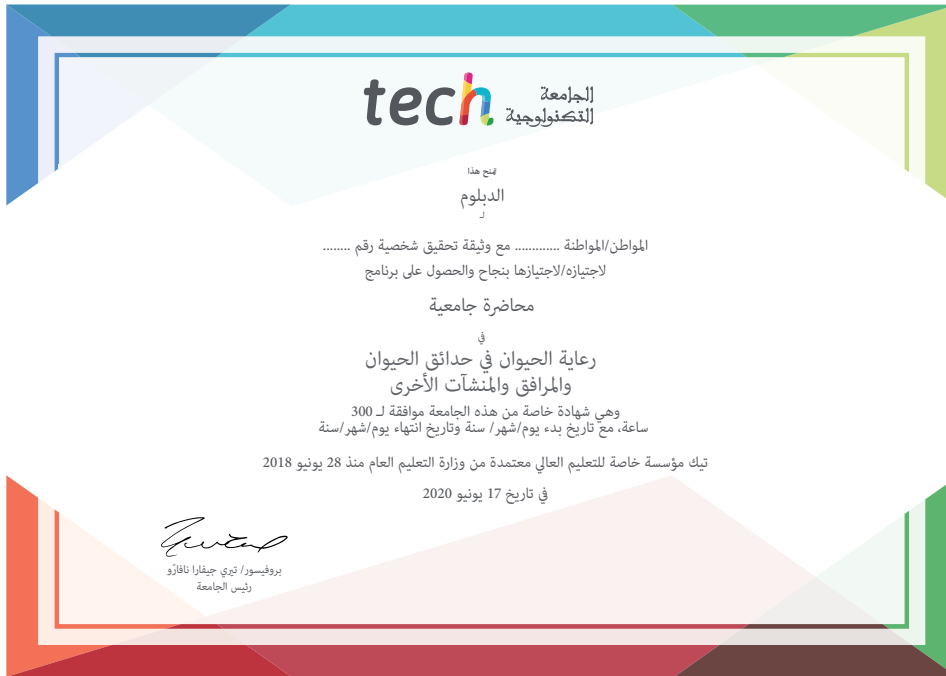 tech الجامعة
التكنولوجية
يمنح هذا
الدبلوم
لـ
المواطن/المواطنة ............ مع وثيقة تحقيق شخصية رقم ........
لاجتيازه/لاجتيازها بنجاح والحصول على برنامج
محاضرة جامعية
في
رعاية الحيوان في حدائق الحيوان
والمرافق والمنشآت الأخرى
وهي شهادة خاصة من هذه الجامعة موافقة لـ 300
ساعة، مع تاريخ بدء يوم/شهر/ سنة وتاريخ انتهاء يوم/شهر/سنة
تيك مؤسسة خاصة للتعليم العالي معتمدة من وزارة التعليم العام منذ 28 يونيو 2018
في تاريخ 17 يونيو 2020
بروفيسور/ تيري جيفارا نافارّو
رئيس الجامعة